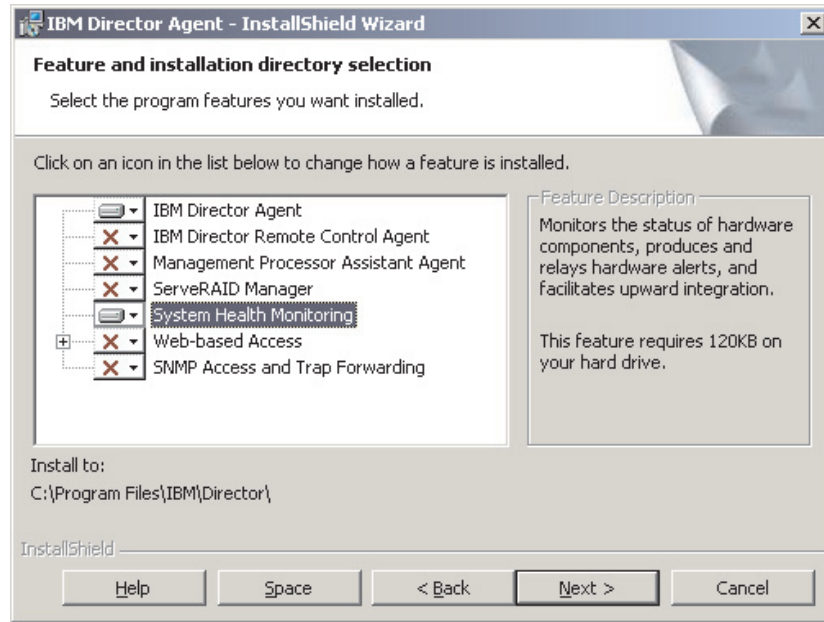 IBM Director Agent - InstallShield Wizard
Feature and installation directory selection
Select the program features you want installed.
Click on an icon in the list below to change how a feature is installed.
IBM Director Agent
IBM Director Remote Control Agent
Management Processor Assistant Agent
ServeRAID Manager
System Health Monitoring
Web-based Access
SNMP Access and Trap Forwarding
Feature Description
Monitors the status of hardware
components, produces and
relays hardware alerts, and
facilitates upward integration.
This feature requires 120KB on
your hard drive.
Install to:
C:\Program Files\IBM\Director\
InstallShield
Help
Space
< Back
Next >
Cancel